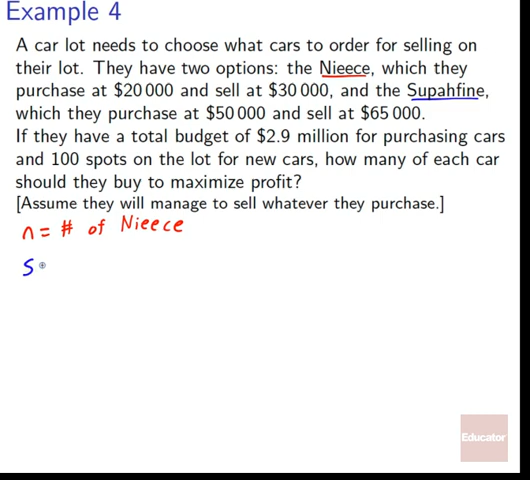 Example 4
A car lot needs to choose what cars to order for selling on
their lot. They have two options: the Nieece, which they
purchase at $20 000 and sell at $30 000, and the Supahfine,
which they purchase at $50 000 and sell at $65 000.
If they have a total budget of $2.9 million for purchasing cars
and 100 spots on the lot for new cars, how many of each car
should they buy to maximize profit?
[Assume they will manage to sell whatever they purchase.]
n = # of Nieece
S
Educator